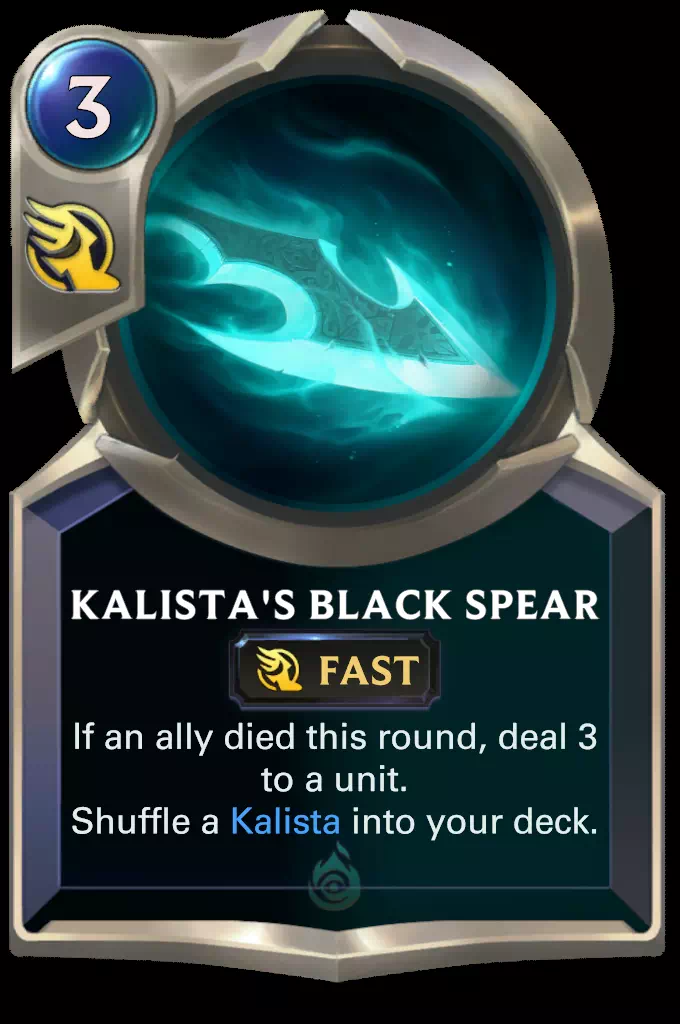 3
KALISTA'S BLACK SPEAR
FAST
If an ally died this round, deal 3
to a unit.
Shuffle a Kalista into your deck.